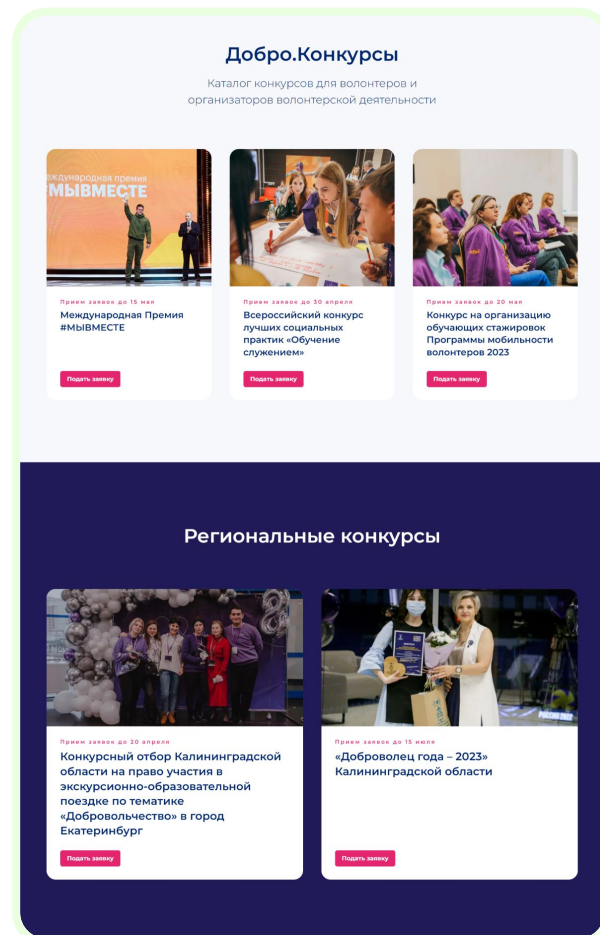 Добро.Конкурсы
Каталог конкурсов для волонтеров и
организаторов волонтерской деятельности
международная премия
#МЫВМЕСТЕ
Прием заявок до 15 мая
Международная Премия
#МЫВМЕСТЕ
Подать заявку
Прием заявок до 30 апреля
Всероссийский конкурс
лучших социальных
практик «Обучение
служением»
Подать заявку
Прием заявок до 20 мая
Конкурс на организацию
обучающих стажировок
Программы мобильности
волонтеров 2023
Подать заявку
Региональные конкурсы
Прием заявок до 20 апреля
Конкурсный отбор Калининградской
области на право участия в
экскурсионно-образовательной
поездке по тематике
«Добровольчество» в город
Екатеринбург
Подать заявку
РОССИИ 2022
Прием заявок до 15 июля
«Доброволец года – 2023»
Калининградской области
Подать заявку